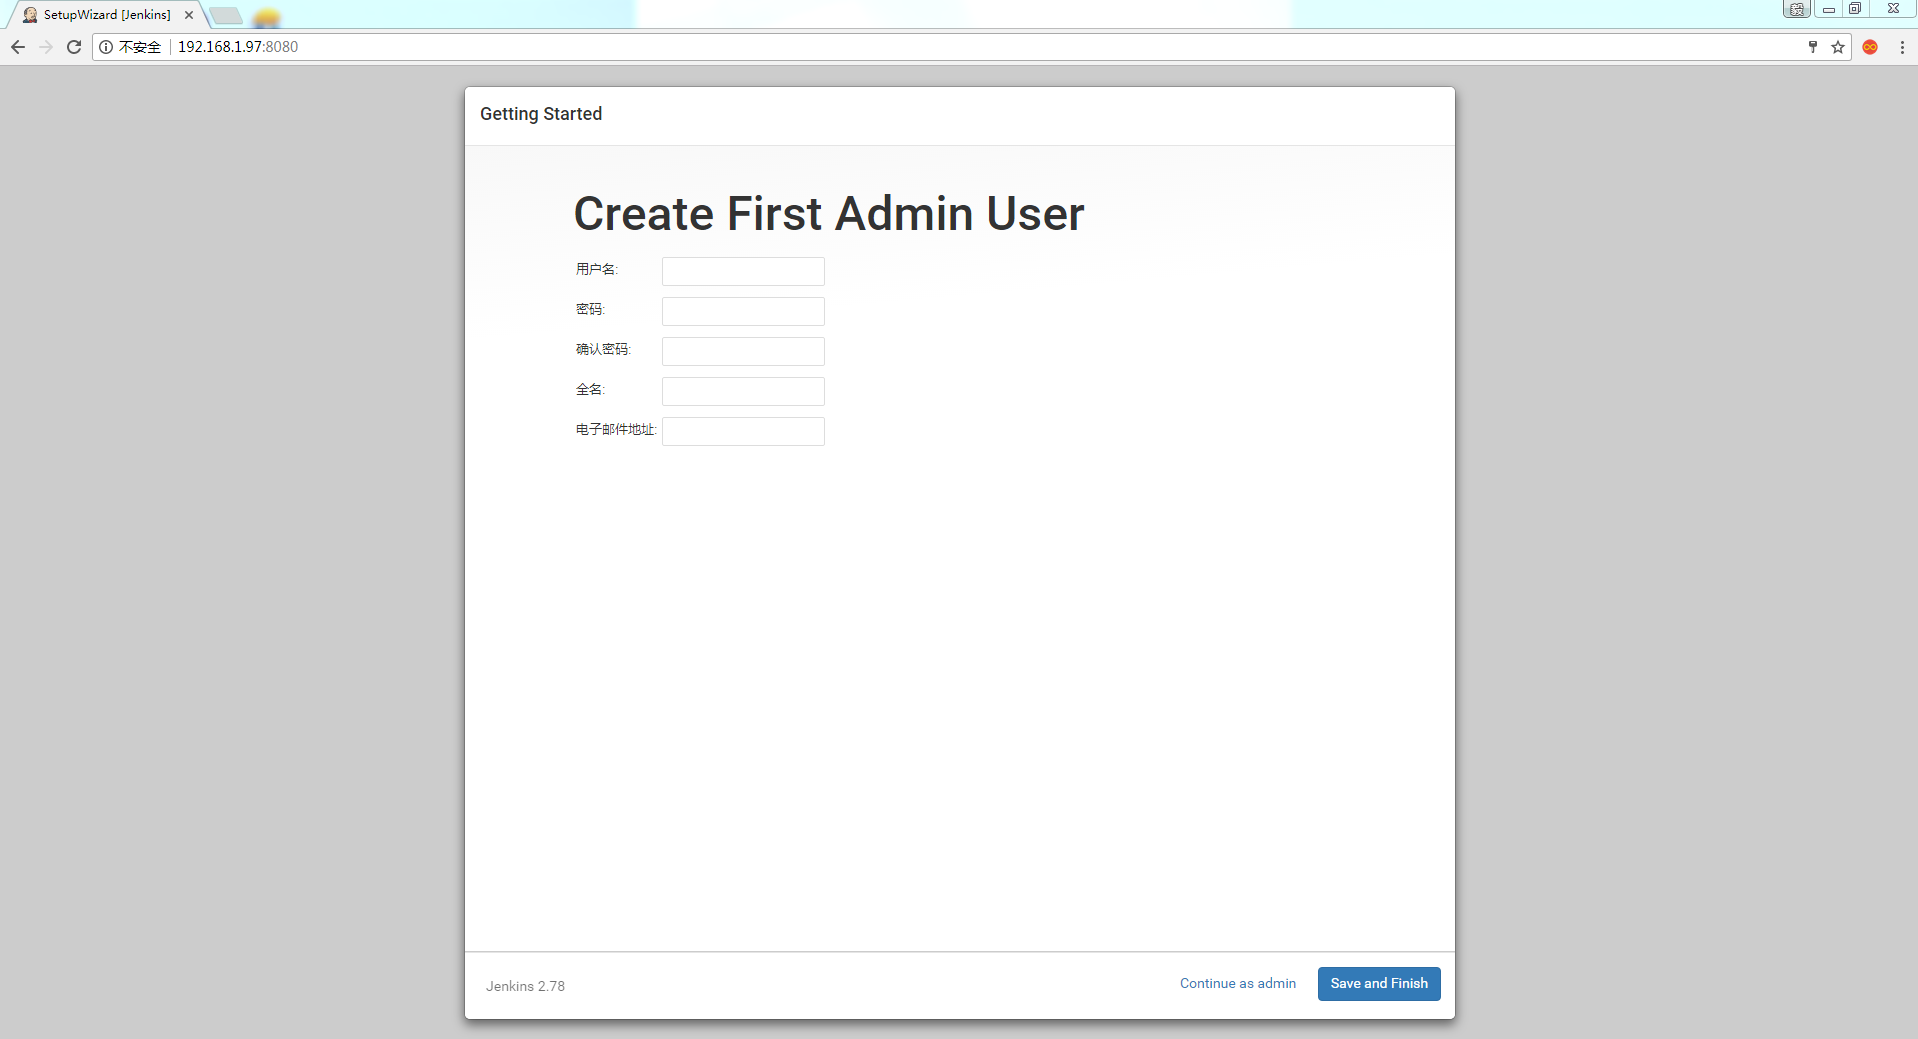 SetupWizard [Jenkins]
不安全 192.168.1.97:8080
Getting Started
Create First Admin User
用户名:
密码:
确认密码:
全名:
电子邮件地址:
Jenkins 2.78
Continue as admin
Save and Finish